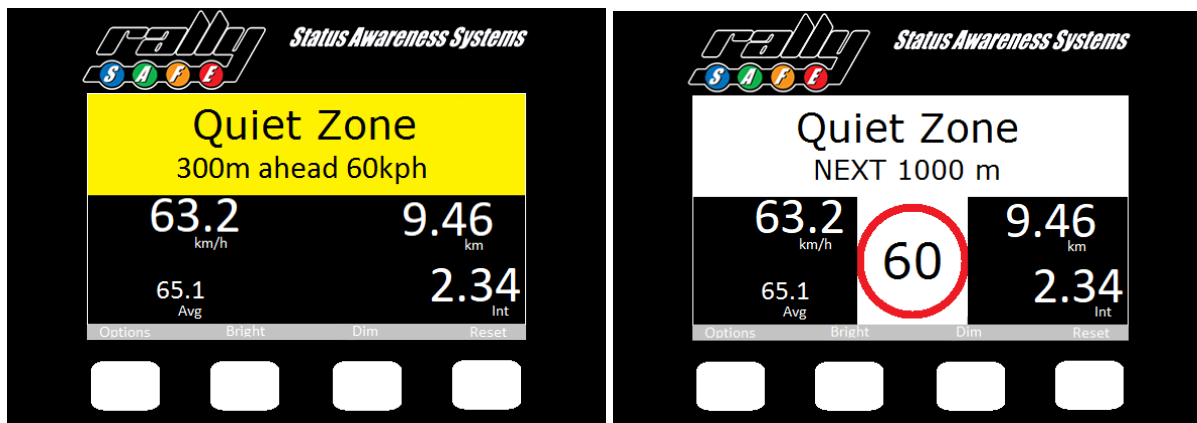 rally
Status Awareness Systems
S A F E
Quiet Zone
300m ahead 60kph
63.2 9.46
km/h km
65.1 2.34
Avg Int
Options Bright Dim Reset
rally
Status Awareness Systems
S A F E
Quiet Zone
NEXT 1000 m
63.2 9.46
km/h km
60
65.1 2.34
Avg Int
Options Bright Dim Reset